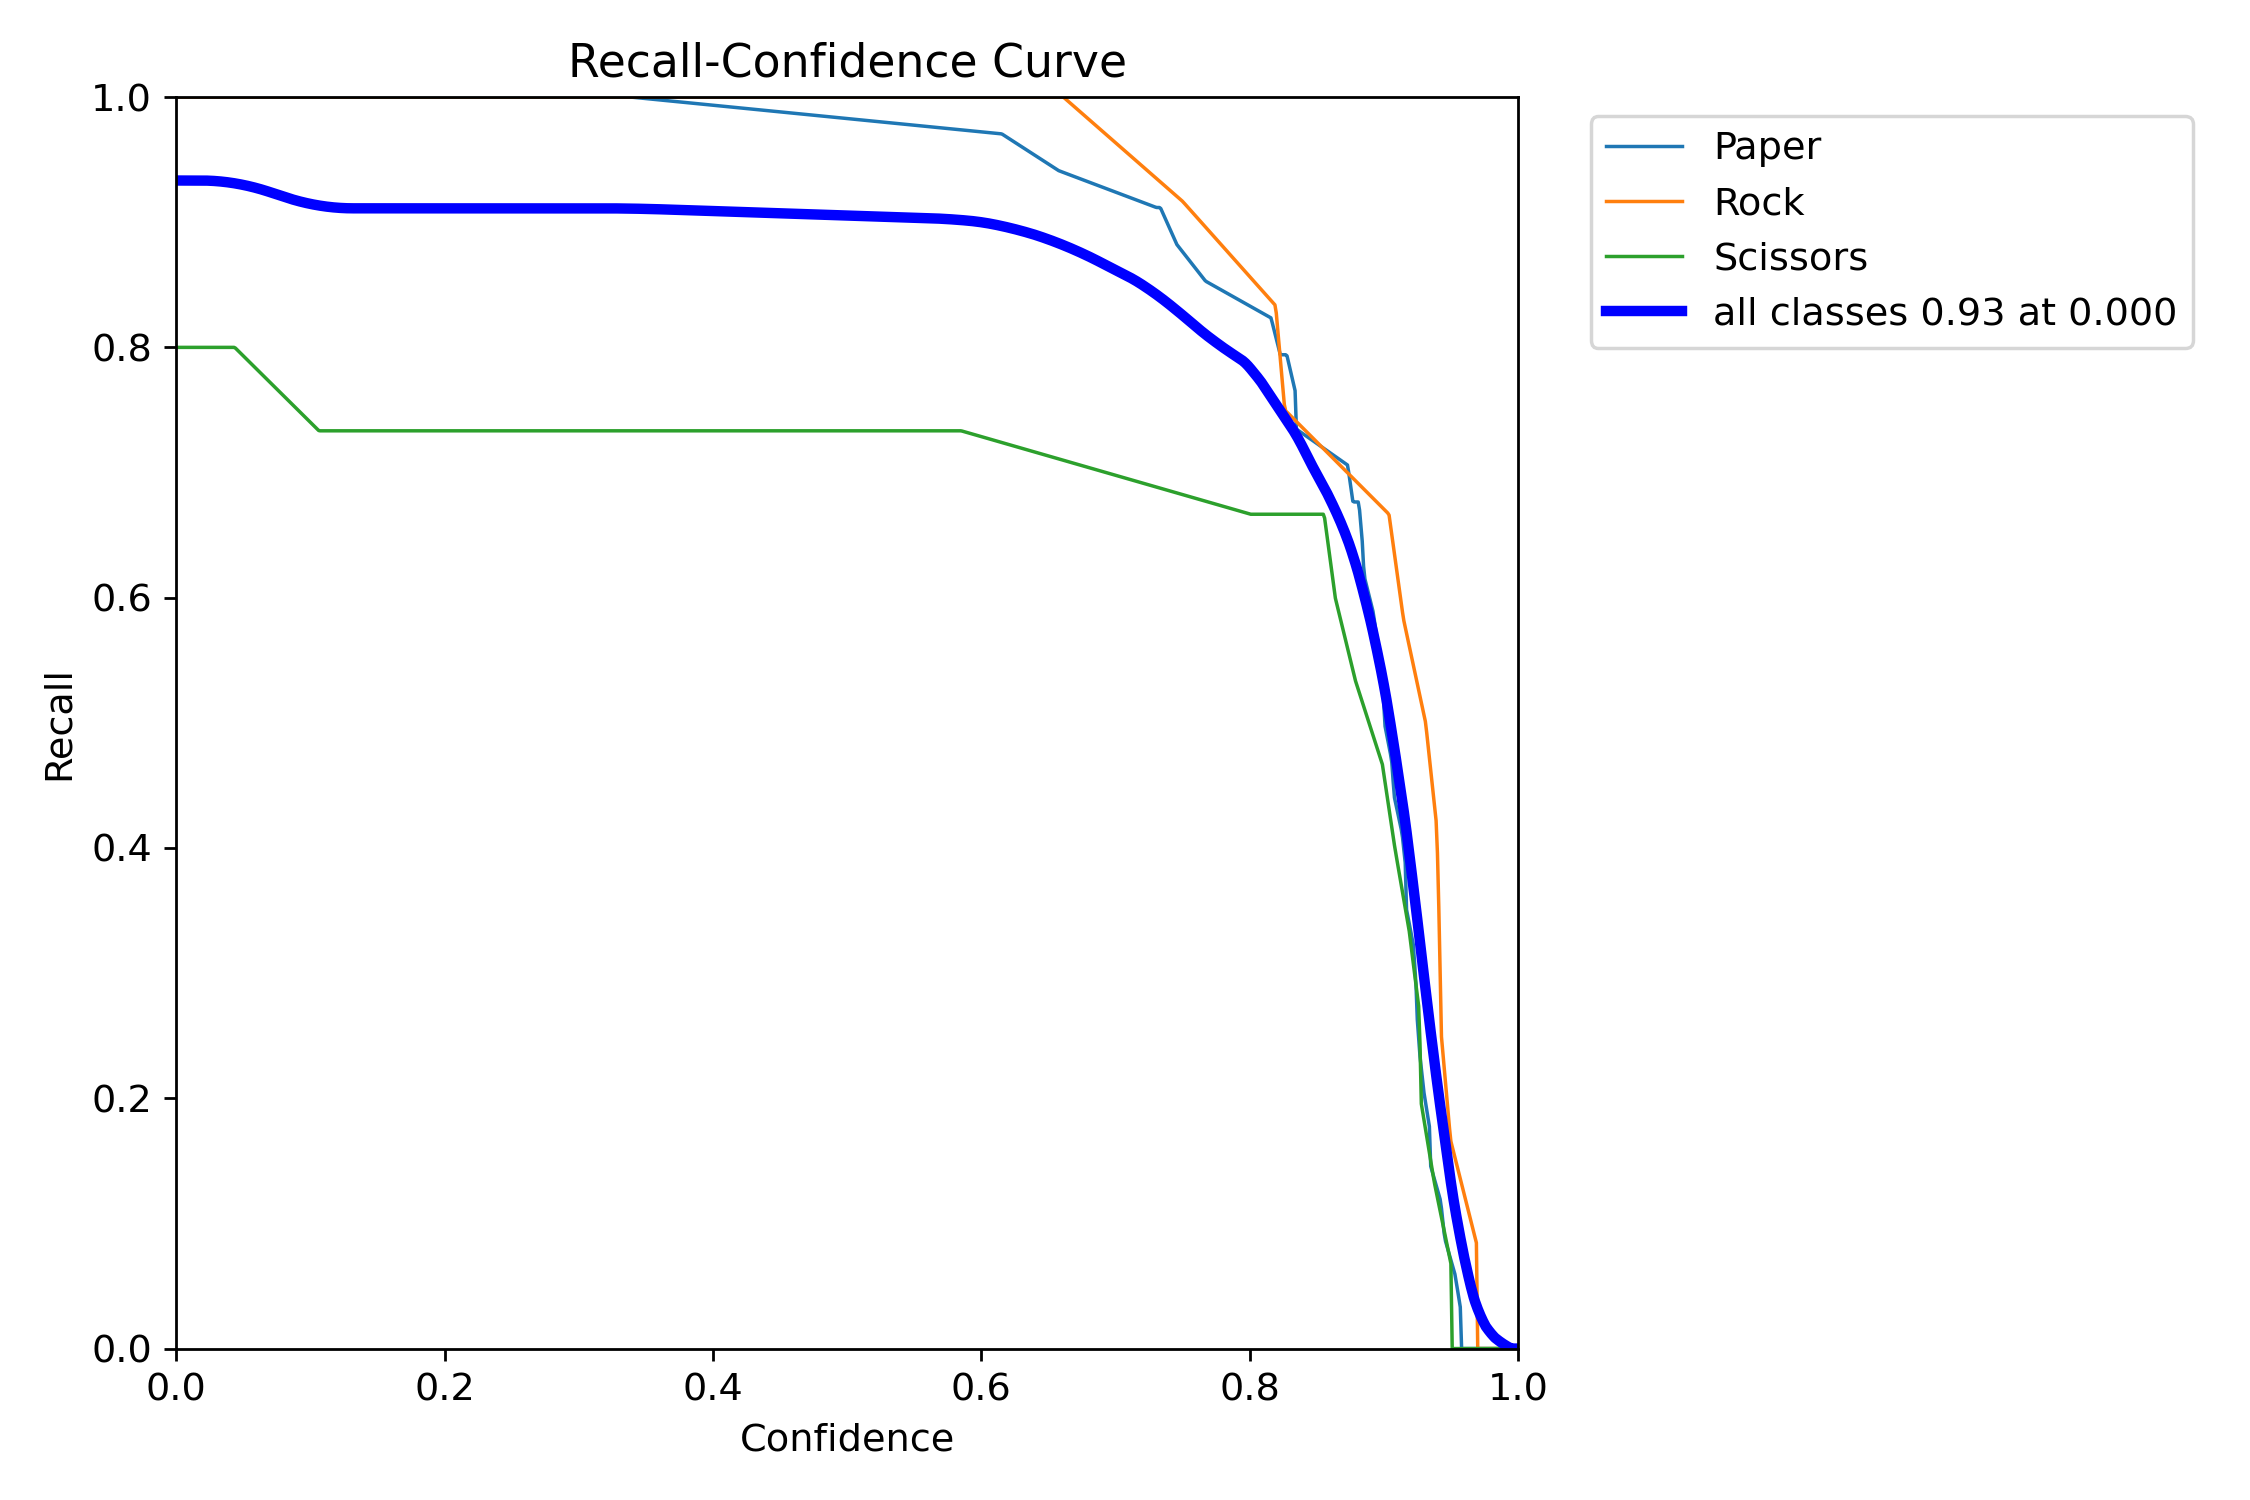 Recall-Confidence Curve
1.0
0.8
0.6
0.4
0.2
0.0
Recall
0.0 0.2 0.4 0.6 0.8 1.0
Confidence
Paper
Rock
Scissors
all classes 0.93 at 0.000